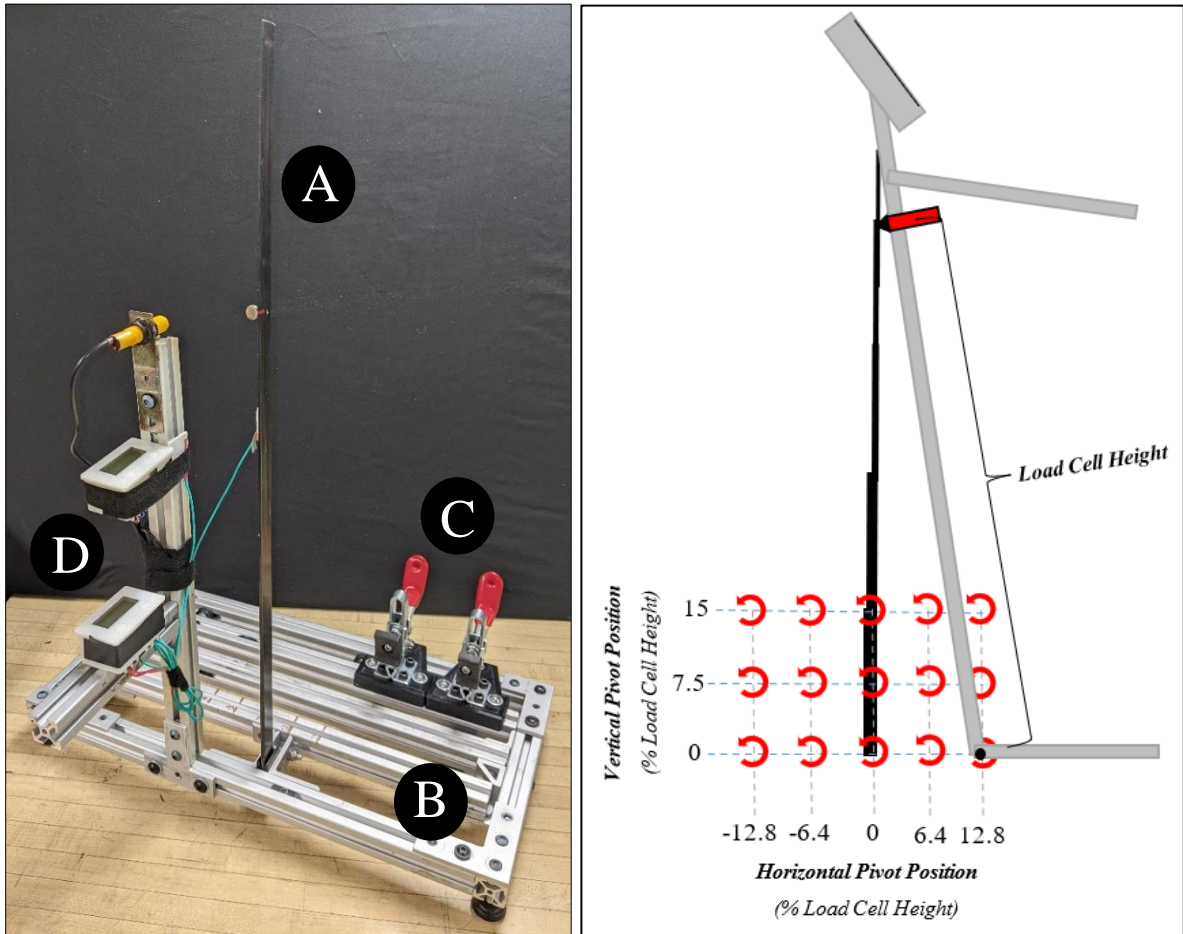 A
C
D
B
Load Cell Height
Vertical Pivot Position
(% Load Cell Height)
15
7.5
0
-12.8 -6.4 0 6.4 12.8
Horizontal Pivot Position
(% Load Cell Height)